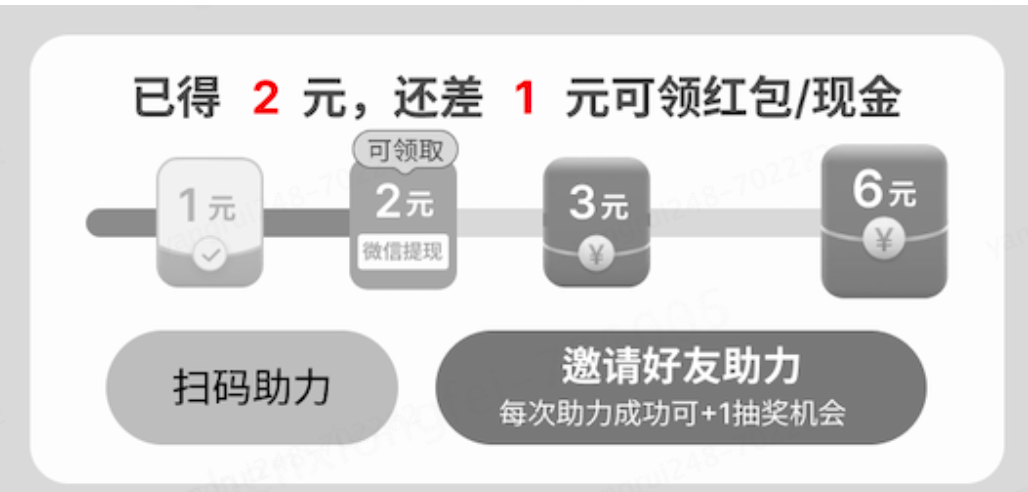 已得 2 元，还差 1 元可领红包/现金
可领取
1元
2元
微信提现
3元
¥
6元
¥
扫码助力
邀请好友助力
每次助力成功可+1抽奖机会